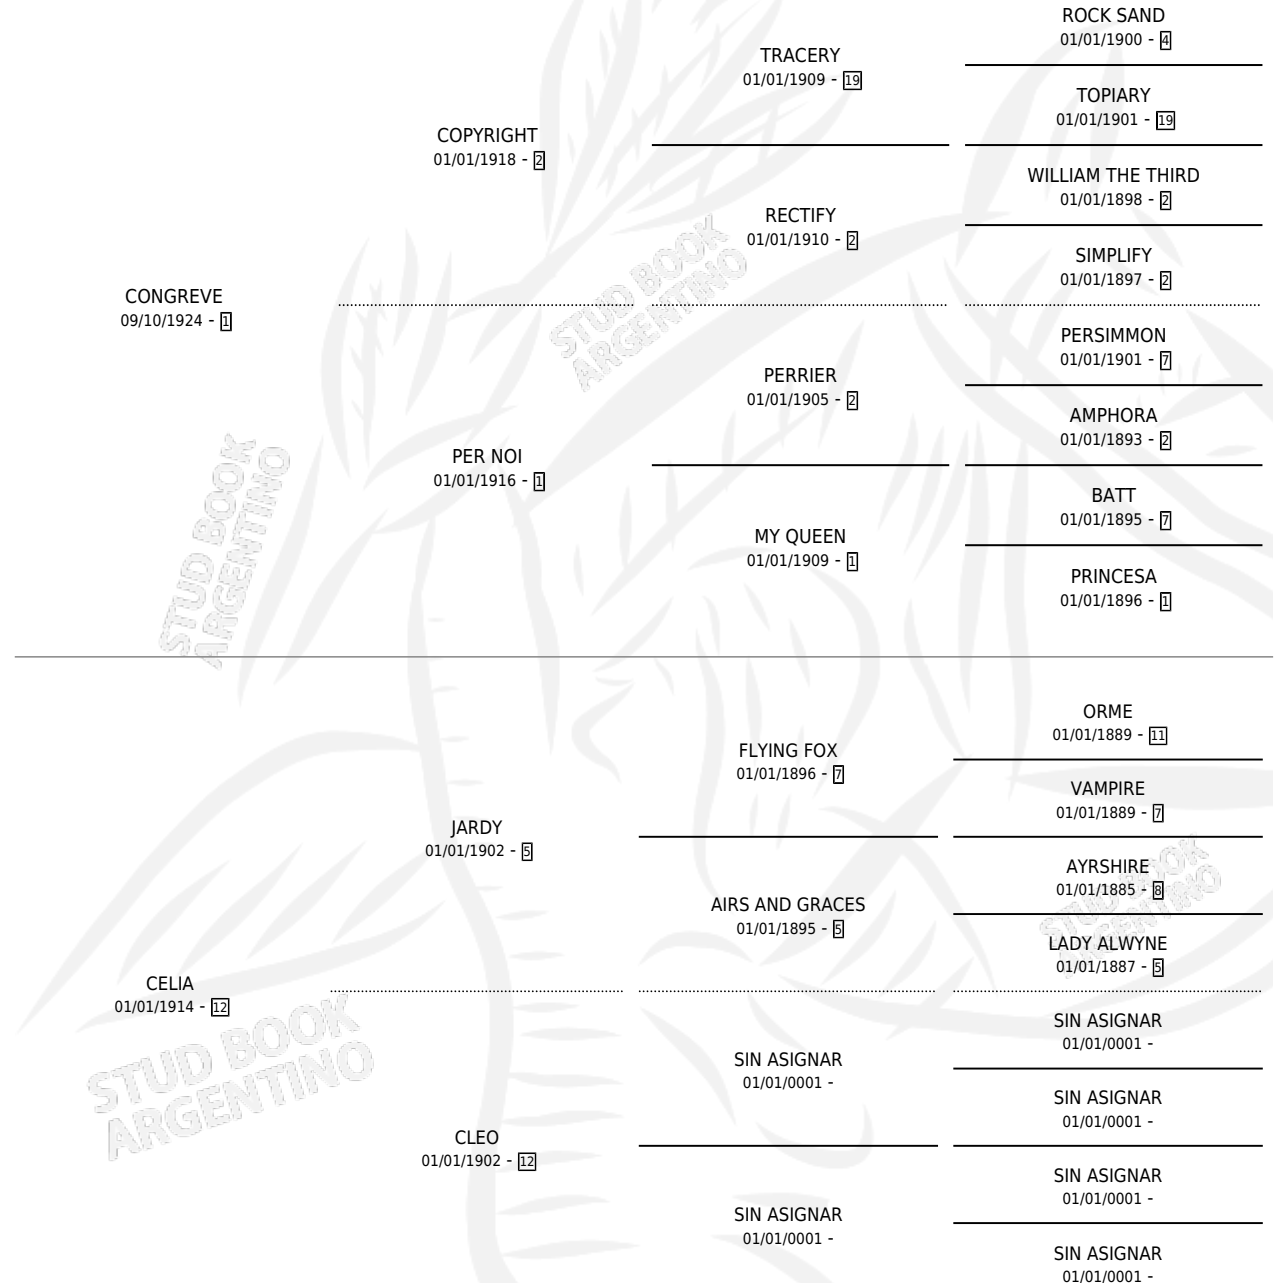 ROCK SAND
01/01/1900 - 4
TRACERY
01/01/1909 - 19
TOPIARY
01/01/1901 - 19
COPYRIGHT
01/01/1918 - 2
WILLIAM THE THIRD
01/01/1898 - 2
RECTIFY
01/01/1910 - 2
SIMPLIFY
01/01/1897 - 2
CONGREVE
09/10/1924 - 1
PERSIMMON
01/01/1901 - 7
PERRIER
01/01/1905 - 2
AMPHORA
01/01/1893 - 2
PER NOI
01/01/1916 - 1
BATT
01/01/1895 - 7
MY QUEEN
01/01/1909 - 1
PRINCESA
01/01/1896 - 1
ORME
01/01/1889 - 11
FLYING FOX
01/01/1896 - 7
VAMPIRE
01/01/1889 - 7
JARDY
01/01/1902 - 5
AYRSHIRE
01/01/1885 - 8
AIRS AND GRACES
01/01/1895 - 5
LADY ALWYNE
01/01/1887 - 5
CELIA
01/01/1914 - 12
SIN ASIGNAR
01/01/0001 -
SIN ASIGNAR
01/01/0001 -
SIN ASIGNAR
01/01/0001 -
CLEO
01/01/1902 - 12
SIN ASIGNAR
01/01/0001 -
SIN ASIGNAR
01/01/0001 -
SIN ASIGNAR
01/01/0001 -
STUD BOOK
ARGENTINO
STUD BOOK
ARGENTINO
STUD BOOK
ARGENTINO
STUD BOOK
ARGENTINO